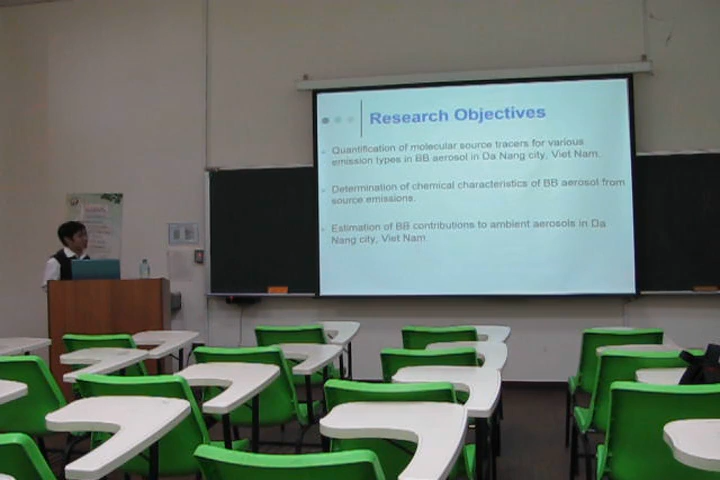 Research Objectives
Quantification of molecular source tracers for various
emission types in BB aerosol in Da Nang city, Viet Nam.
Determination of chemical characteristics of BB aerosol from
source emissions.
Estimation of BB contributions to ambient aerosols in Da
Nang city, Viet Nam